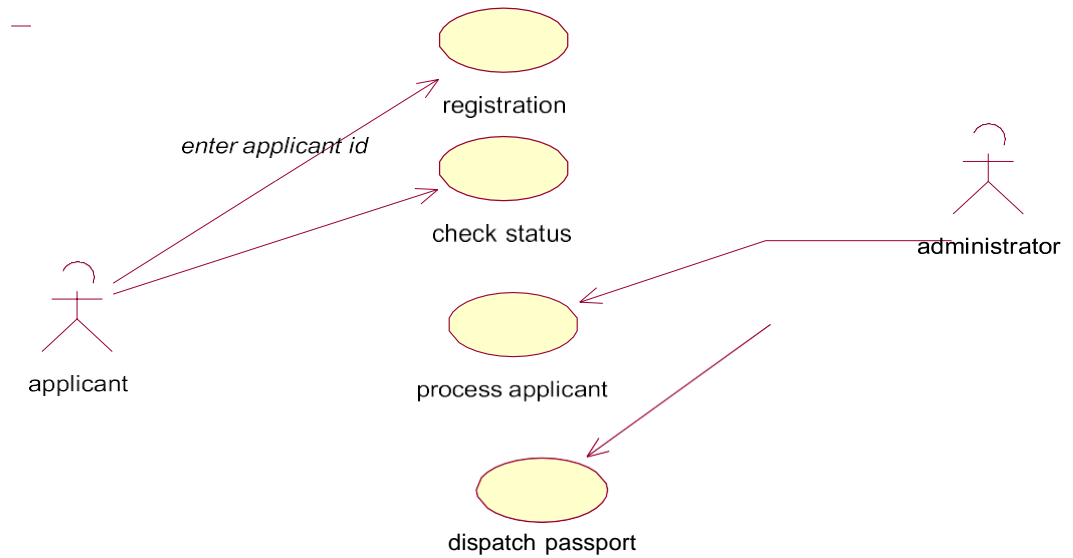 registration
enter applicant id
check status
administrator
applicant
process applicant
dispatch passport